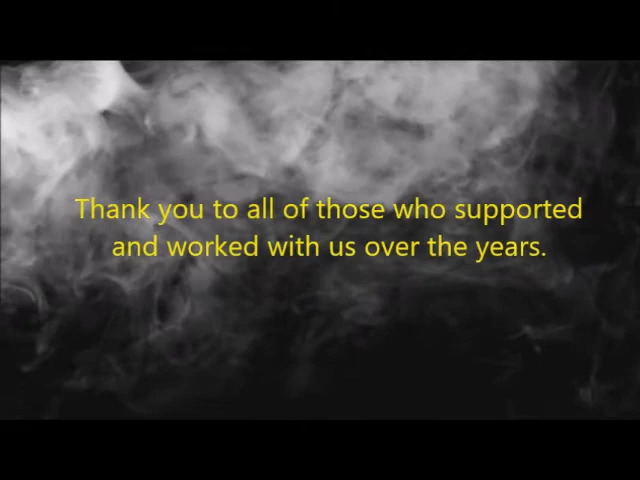 Thank you to all of those who supported
and worked with us over the years.